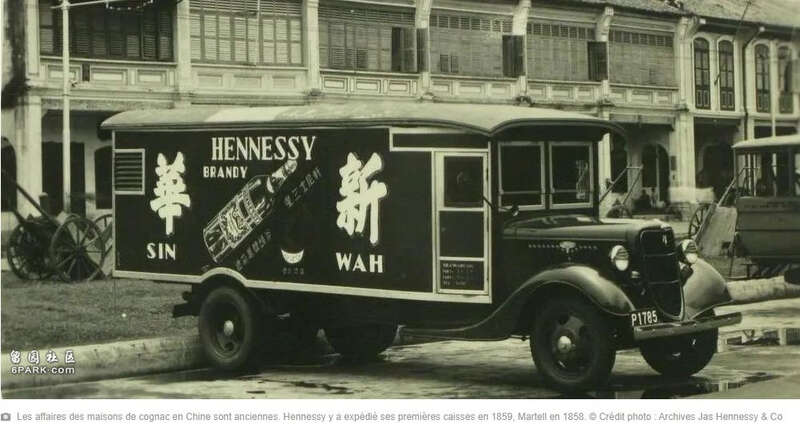 HENNESSY
BRANDY
華
新
SIN
WAH
P1785
留园社区
6PARK.COM
Les affaires des maisons de cognac en Chine sont anciennes. Hennessy y a expédié ses premières caisses en 1859, Martell en 1858. © Crédit photo : Archives Jas Hennessy & Co